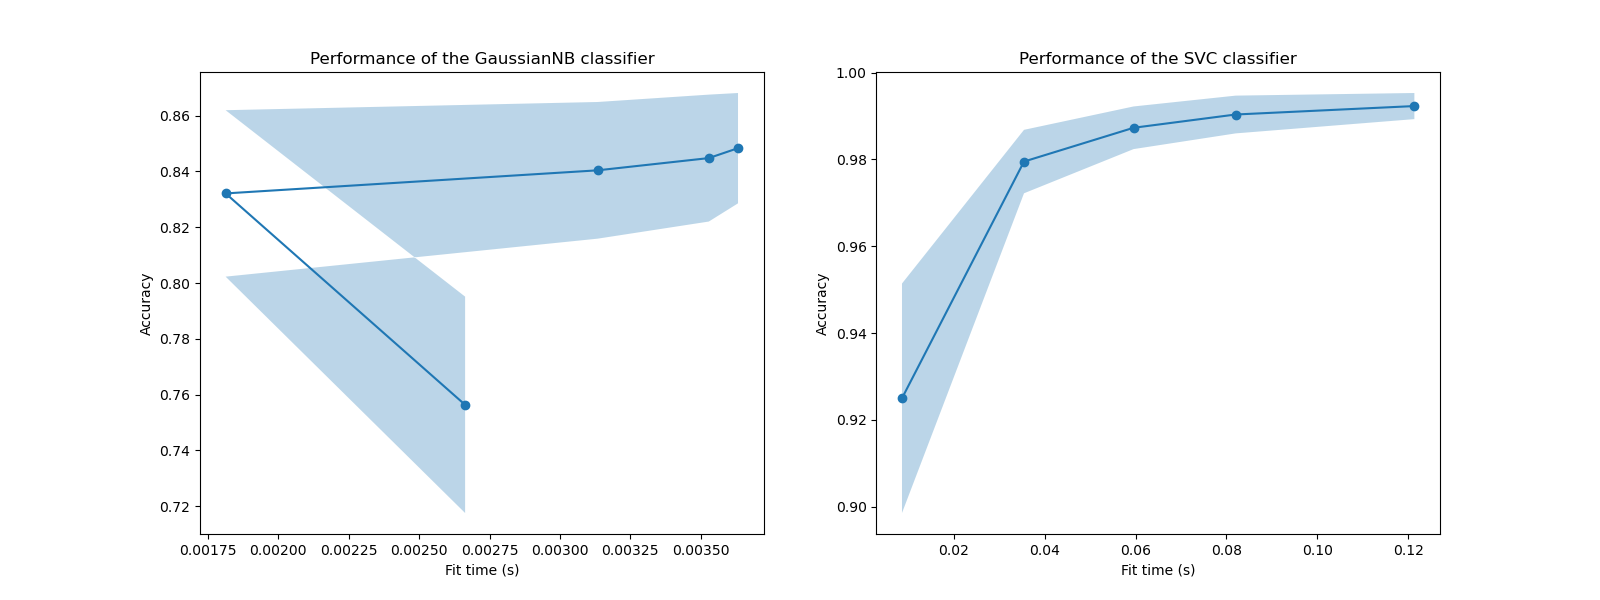 Performance of the GaussianNB classifier
Accuracy
0.86
0.84
0.82
0.80
0.78
0.76
0.74
0.72
0.00175 0.00200 0.00225 0.00250 0.00275 0.00300 0.00325 0.00350
Fit time (s)
Performance of the SVC classifier
Accuracy
1.00
0.98
0.96
0.94
0.92
0.90
0.02 0.04 0.06 0.08 0.10 0.12
Fit time (s)